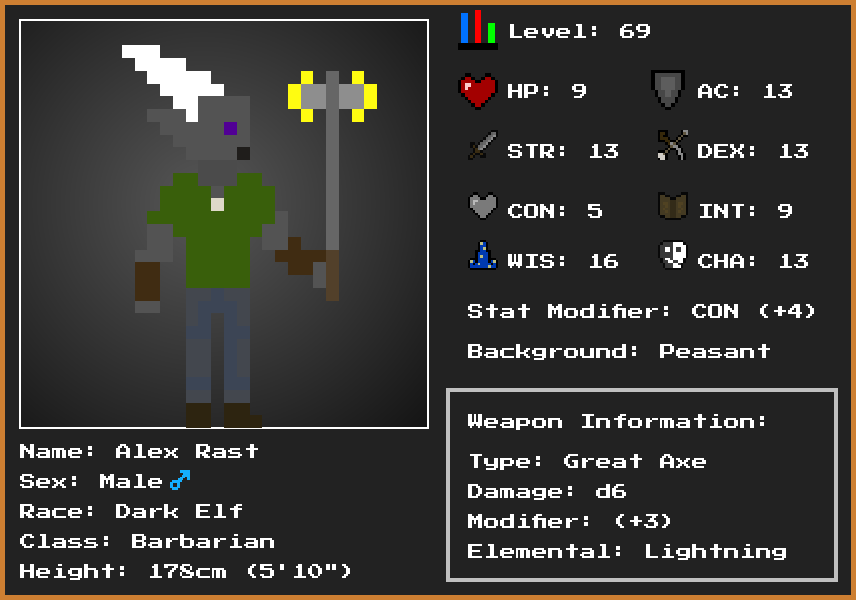 Level: 69
HP: 9
AC: 13
STR: 13
DEX: 13
CON: 5
INT: 9
WIS: 16
CHA: 13
Stat Modifier: CON (+4)
Background: Peasant
Weapon Information:
Type: Great Axe
Damage: d6
Modifier: (+3)
Elemental: Lightning
Name: Alex Rast
Sex: Male ♂
Race: Dark Elf
Class: Barbarian
Height: 178cm (5'10")